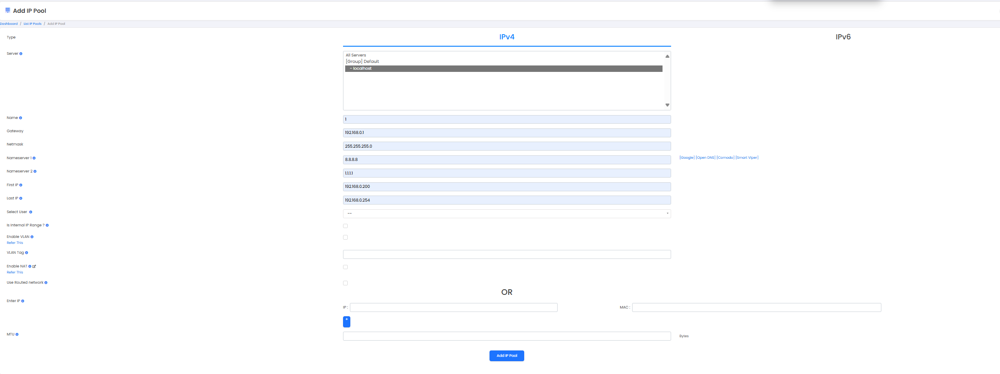 Add IP Pool
Dashboard / List IP Pools / Add IP Pool
Type
IPv4
IPv6
Server
All Servers
[Group] Default
- localhost
Name
1
Gateway
192.168.0.1
Netmask
255.255.255.0
Nameserver 1
8.8.8.8
[Google] [Open DNS] [Comodo] [Smart Viper]
Nameserver 2
1.1.1.1
First IP
192.168.0.200
Last IP
192.168.0.254
Select User
--
Is Internal IP Range ?
Enable VLAN
Refer This
VLAN Tag
Enable NAT
Refer This
Use Routed network
OR
Enter IP
IP :
MAC :
+
MTU
Bytes
Add IP Pool